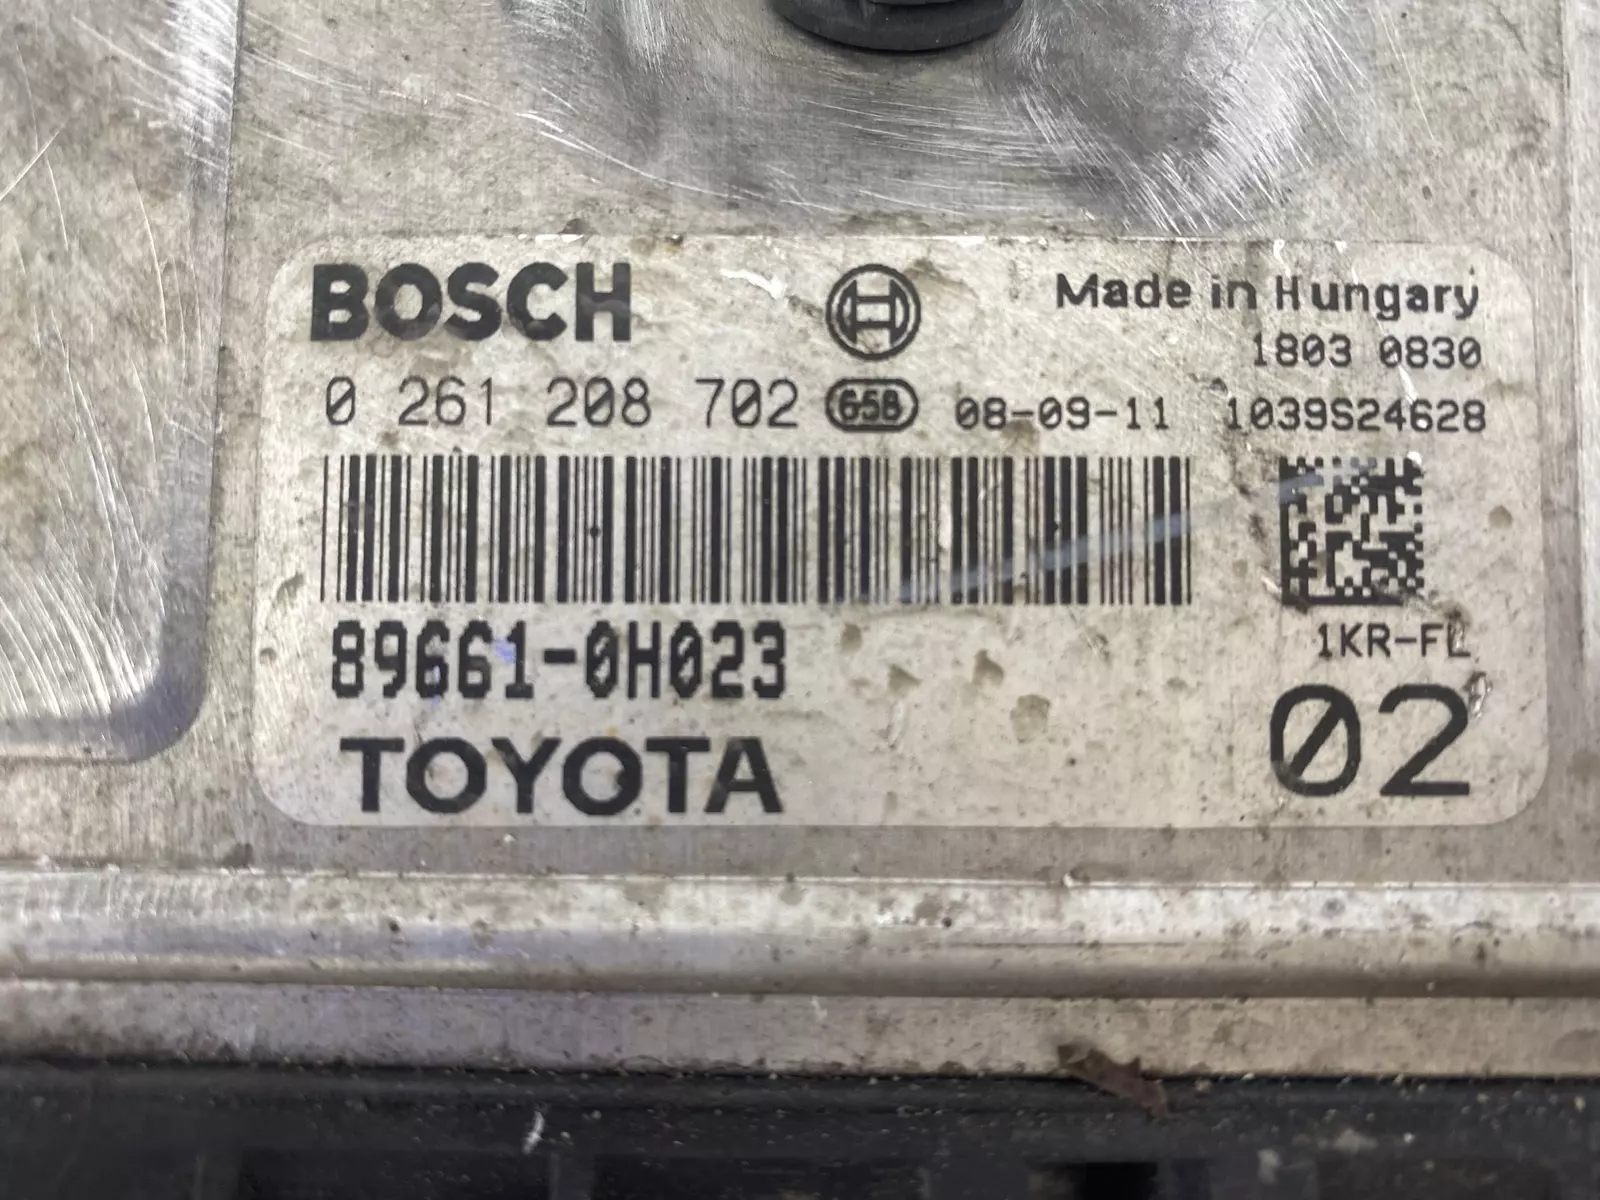 BOSCH
Made in Hungary
1803 0830
0 261 208 702 658 08-09-11 1039S24628
89661-0H023
1KR-FL
TOYOTA
02